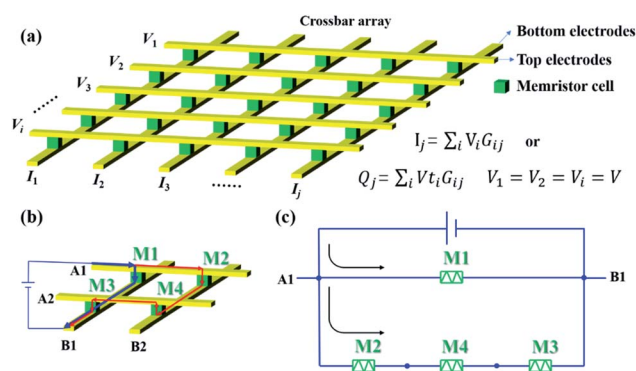 Crossbar array
(a)
Bottom electrodes
Top electrodes
Memristor cell
V1
V2
V3
......
Vi
I1
I2
I3
......
Ij
Ij = ∑i ViGij or
Qj = ∑i VtiGij V1 = V2 = Vi = V
(b)
A1
M1
M2
A2
M3
M4
B1
B2
(c)
A1
M1
B1
M2
M4
M3